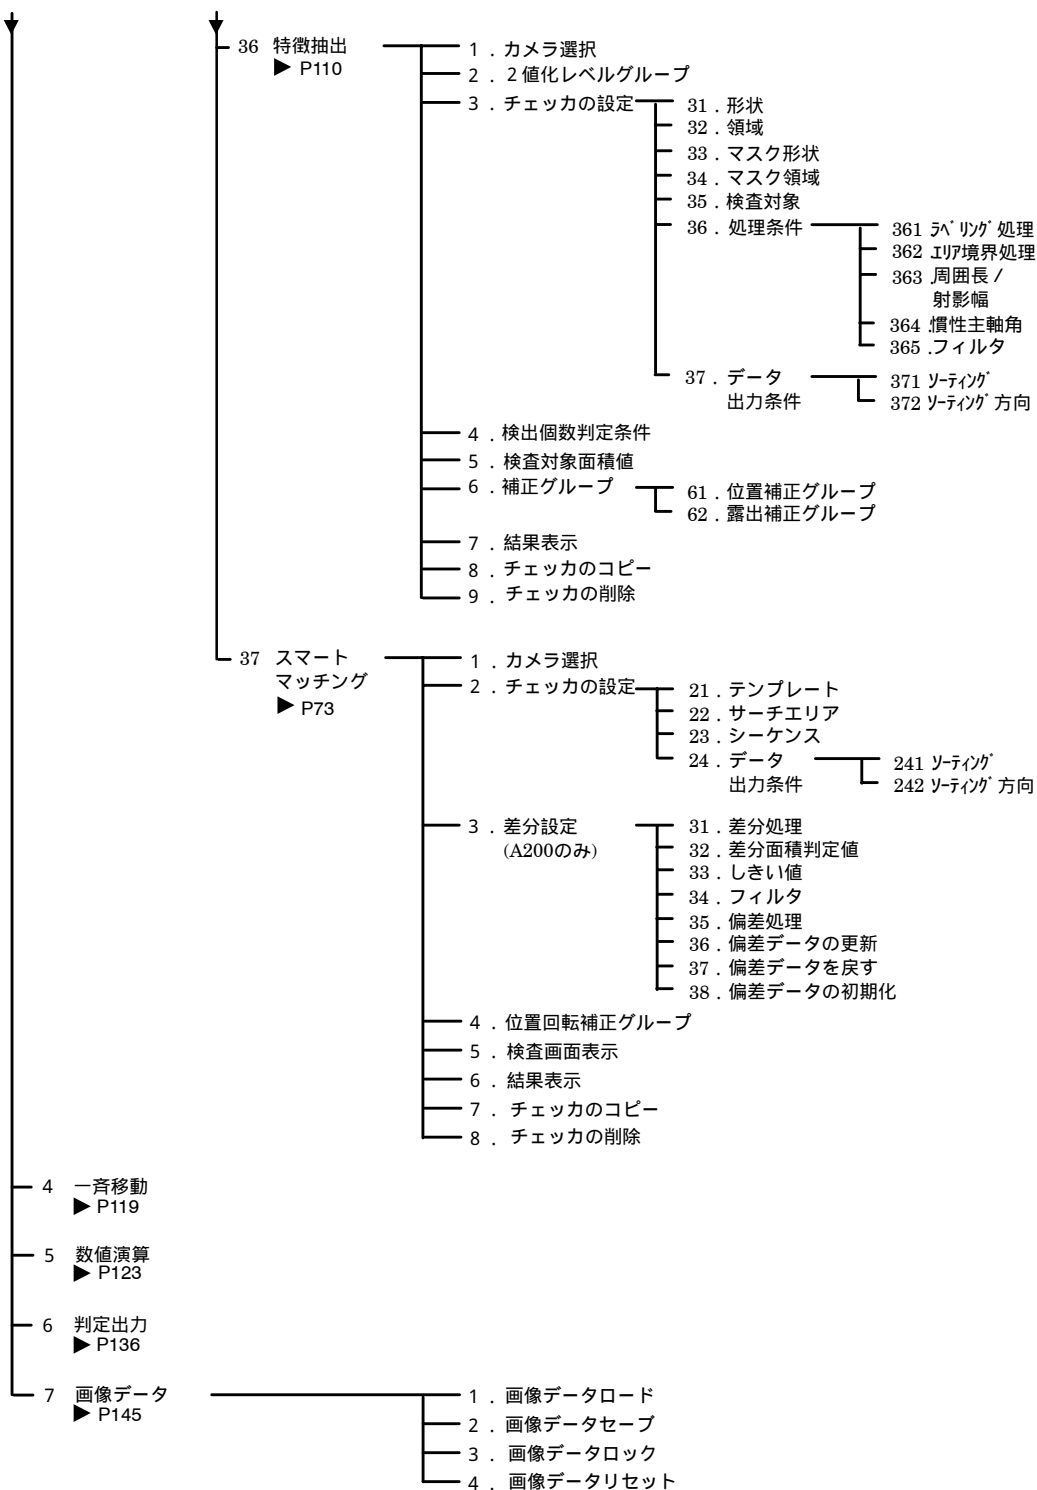 36 特徴抽出
▶ P110
1 . カメラ選択
2 . ２値化レベルグループ
3 . チェッカの設定
31 . 形状
32 . 領域
33 . マスク形状
34 . マスク領域
35 . 検査対象
36 . 処理条件
361 ﾗﾍﾞﾘﾝｸﾞ処理
362 .ｴﾘｱ境界処理
363 .周囲長 /
射影幅
364 .慣性主軸角
365 .フィルタ
37 . データ
出力条件
371 ｿｰﾃｨﾝｸﾞ
372 ｿｰﾃｨﾝｸﾞ方向
4 . 検出個数判定条件
5 . 検査対象面積値
6 . 補正グループ
61 . 位置補正グループ
62 . 露出補正グループ
7 . 結果表示
8 . チェッカのコピー
9 . チェッカの削除
37 スマート
マッチング
▶ P73
1 . カメラ選択
2 . チェッカの設定
21 . テンプレート
22 . サーチエリア
23 . シーケンス
24 . データ
出力条件
241 ｿｰﾃｨﾝｸﾞ
242 ｿｰﾃｨﾝｸﾞ方向
3 . 差分設定
(A200のみ)
31 . 差分処理
32 . 差分面積判定値
33 . しきい値
34 . フィルタ
35 . 偏差処理
36 . 偏差データの更新
37 . 偏差データを戻す
38 . 偏差データの初期化
4 . 位置回転補正グループ
5 . 検査画面表示
6 . 結果表示
7 . チェッカのコピー
8 . チェッカの削除
4 一斉移動
▶ P119
5 数値演算
▶ P123
6 判定出力
▶ P136
7 画像データ
▶ P145
1 . 画像データロード
2 . 画像データセーブ
3 . 画像データロック
4 . 画像データリセット